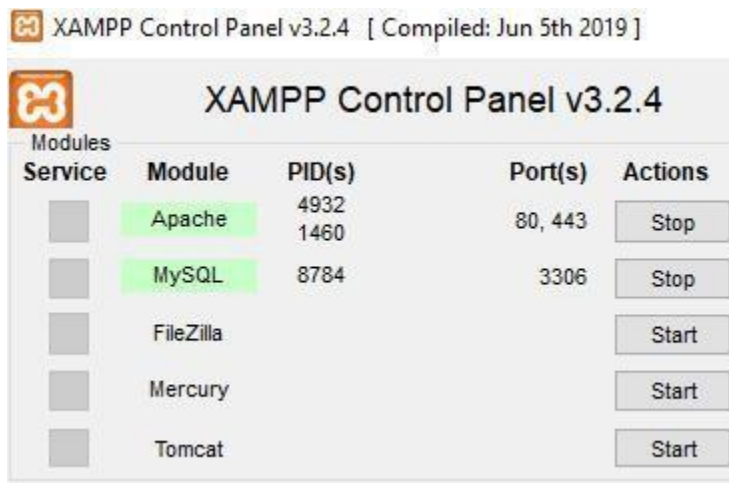 XAMPP Control Panel v3.2.4 [ Compiled: Jun 5th 2019 ]
XAMPP Control Panel v3.2.4
Modules
Service Module PID(s) Port(s) Actions
Apache 4932 1460 80, 443 Stop
MySQL 8784 3306 Stop
FileZilla Start
Mercury Start
Tomcat Start